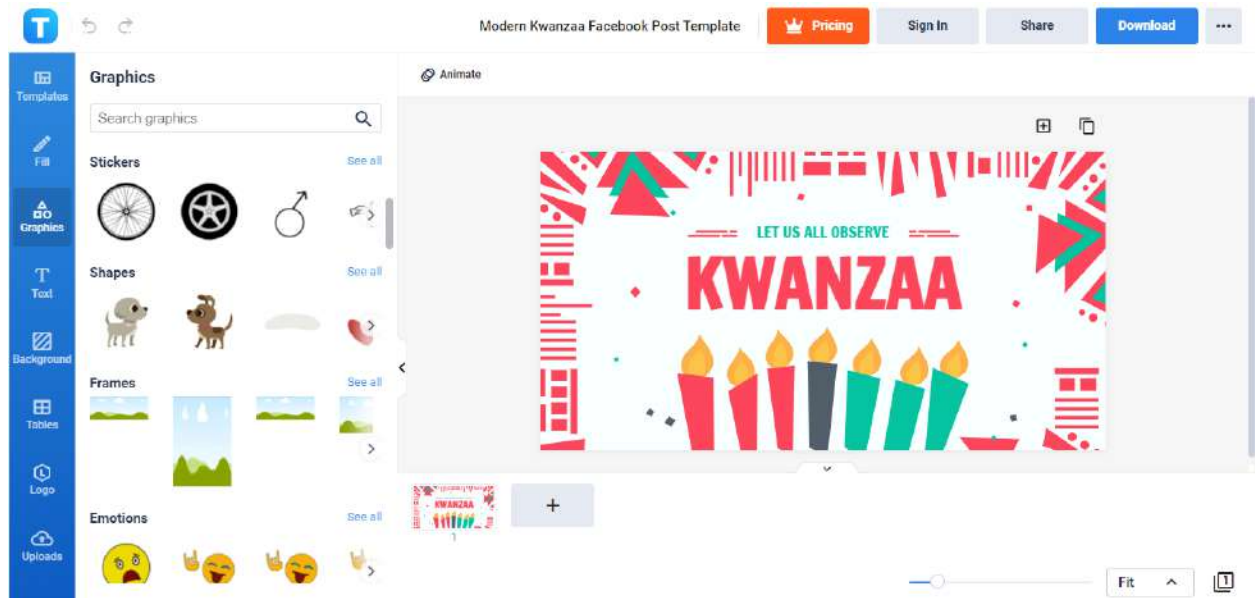 T
Modern Kwanzaa Facebook Post Template
Pricing
Sign In
Share
Download
Templates
Fill
Graphics
Text
Background
Tables
Logo
Uploads
Graphics
Search graphics
Stickers
See all
Shapes
See all
Frames
See all
Emotions
See all
Animate
LET US ALL OBSERVE
KWANZAA
KWANZAA
1
Fit
1